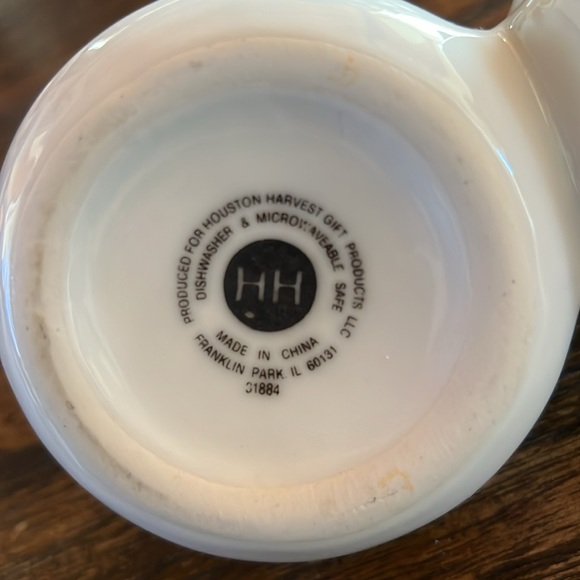 PRODUCED FOR HOUSTON HARVEST GIFT PRODUCTS LLC
DISHWASHER & MICROWAVEABLE SAFE
HH
MADE IN CHINA
FRANKLIN PARK IL 60131
31884